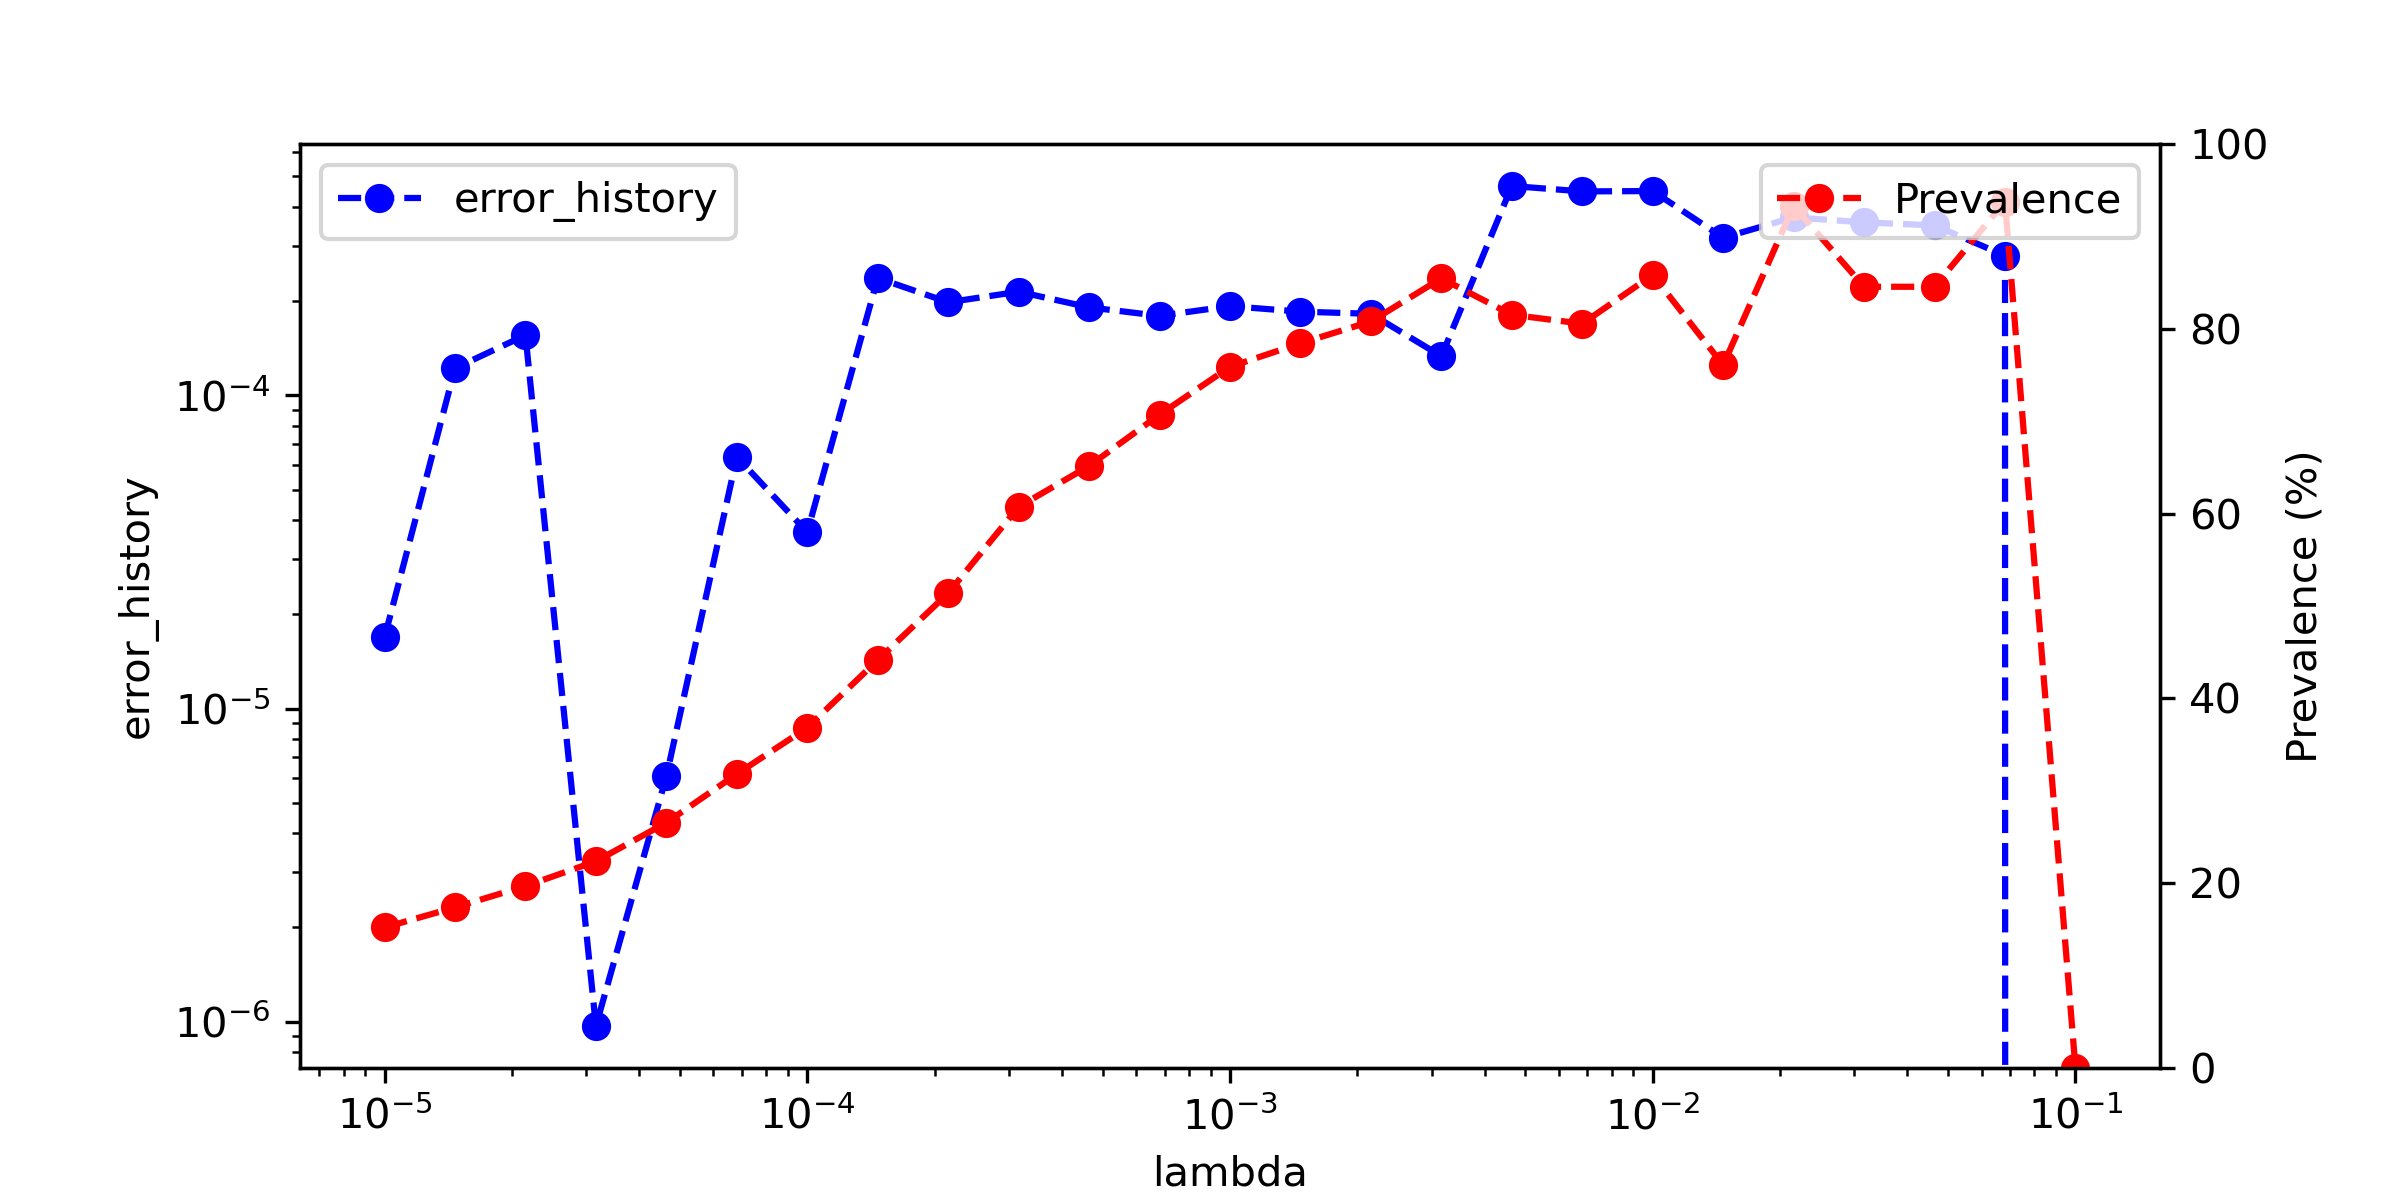 error_history
Prevalence
10⁻⁴
10⁻⁵
10⁻⁶
error_history
100
80
60
40
20
0
Prevalence (%)
10⁻⁵ 10⁻⁴ 10⁻³ 10⁻² 10⁻¹
lambda